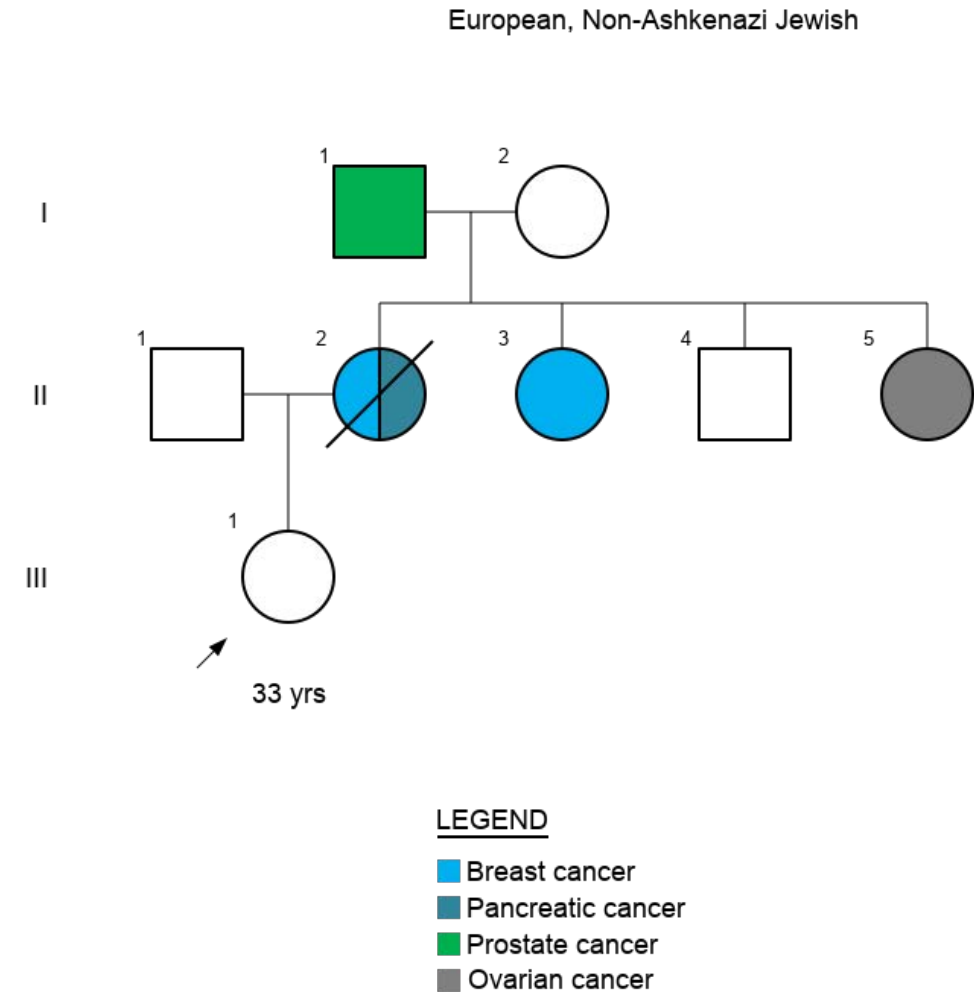 European, Non-Ashkenazi Jewish
1
2
I
1
2
3
4
5
II
1
III
33 yrs
LEGEND
Breast cancer
Pancreatic cancer
Prostate cancer
Ovarian cancer